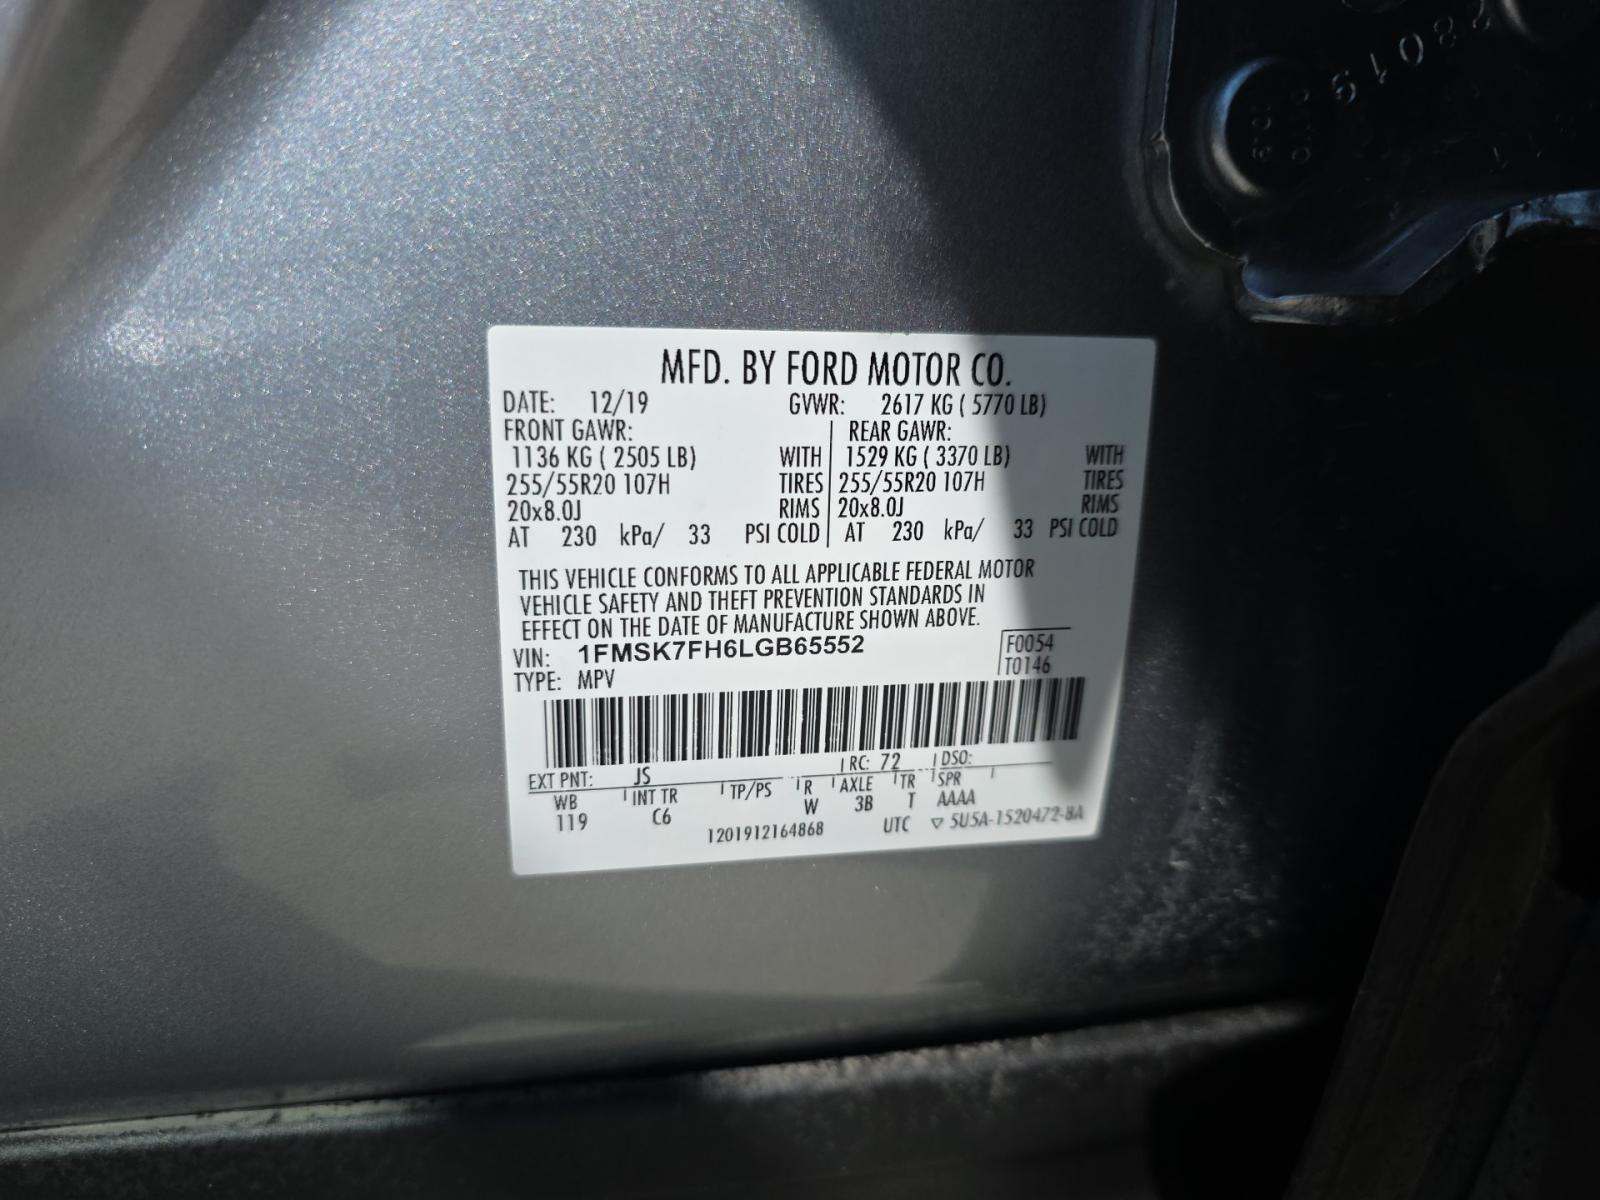 MFD. BY FORD MOTOR CO.
DATE: 12/19 GVWR: 2617 KG ( 5770 LB)
FRONT GAWR: REAR GAWR:
1136 KG ( 2505 LB) WITH 1529 KG ( 3370 LB) WITH
255/55R20 107H TIRES 255/55R20 107H TIRES
20x8.0J RIMS 20x8.0J RIMS
AT 230 kPa/ 33 PSI COLD AT 230 kPa/ 33 PSI COLD
THIS VEHICLE CONFORMS TO ALL APPLICABLE FEDERAL MOTOR
VEHICLE SAFETY AND THEFT PREVENTION STANDARDS IN
EFFECT ON THE DATE OF MANUFACTURE SHOWN ABOVE.
VIN: 1FMSK7FH6LGB65552 F0054
TYPE: MPV T0146
EXT PNT: JS RC: 72 DSO:
WB INT TR TP/PS R AXLE TR SPR
119 C6 W 3B T AAAA
1201912164868 UTC ▽ 5U5A-1520472-BA